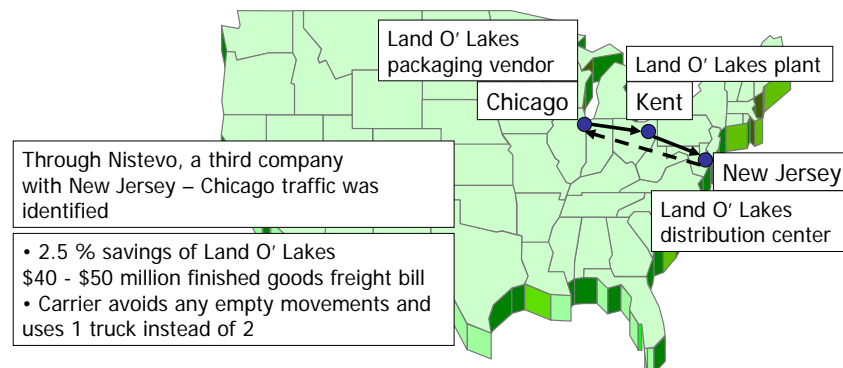 Land O' Lakes
packaging vendor
Land O' Lakes plant
Chicago
Kent
Through Nistevo, a third company
with New Jersey – Chicago traffic was
identified
New Jersey
Land O' Lakes
distribution center
• 2.5 % savings of Land O' Lakes
$40 - $50 million finished goods freight bill
• Carrier avoids any empty movements and
uses 1 truck instead of 2